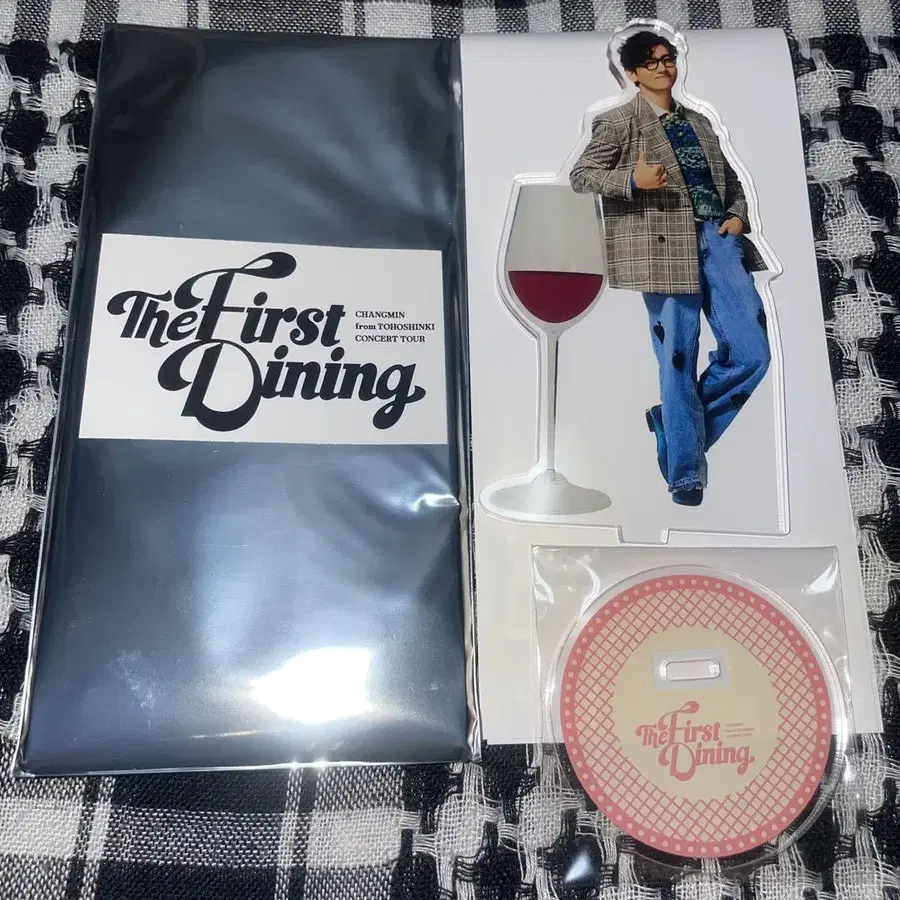 The First
Dining
CHANGMIN
from TOHOSHINKI
CONCERT TOUR
The First
Dining